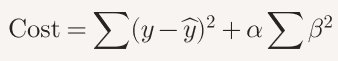 Cost = ∑(y − ŷ)² + α∑β²